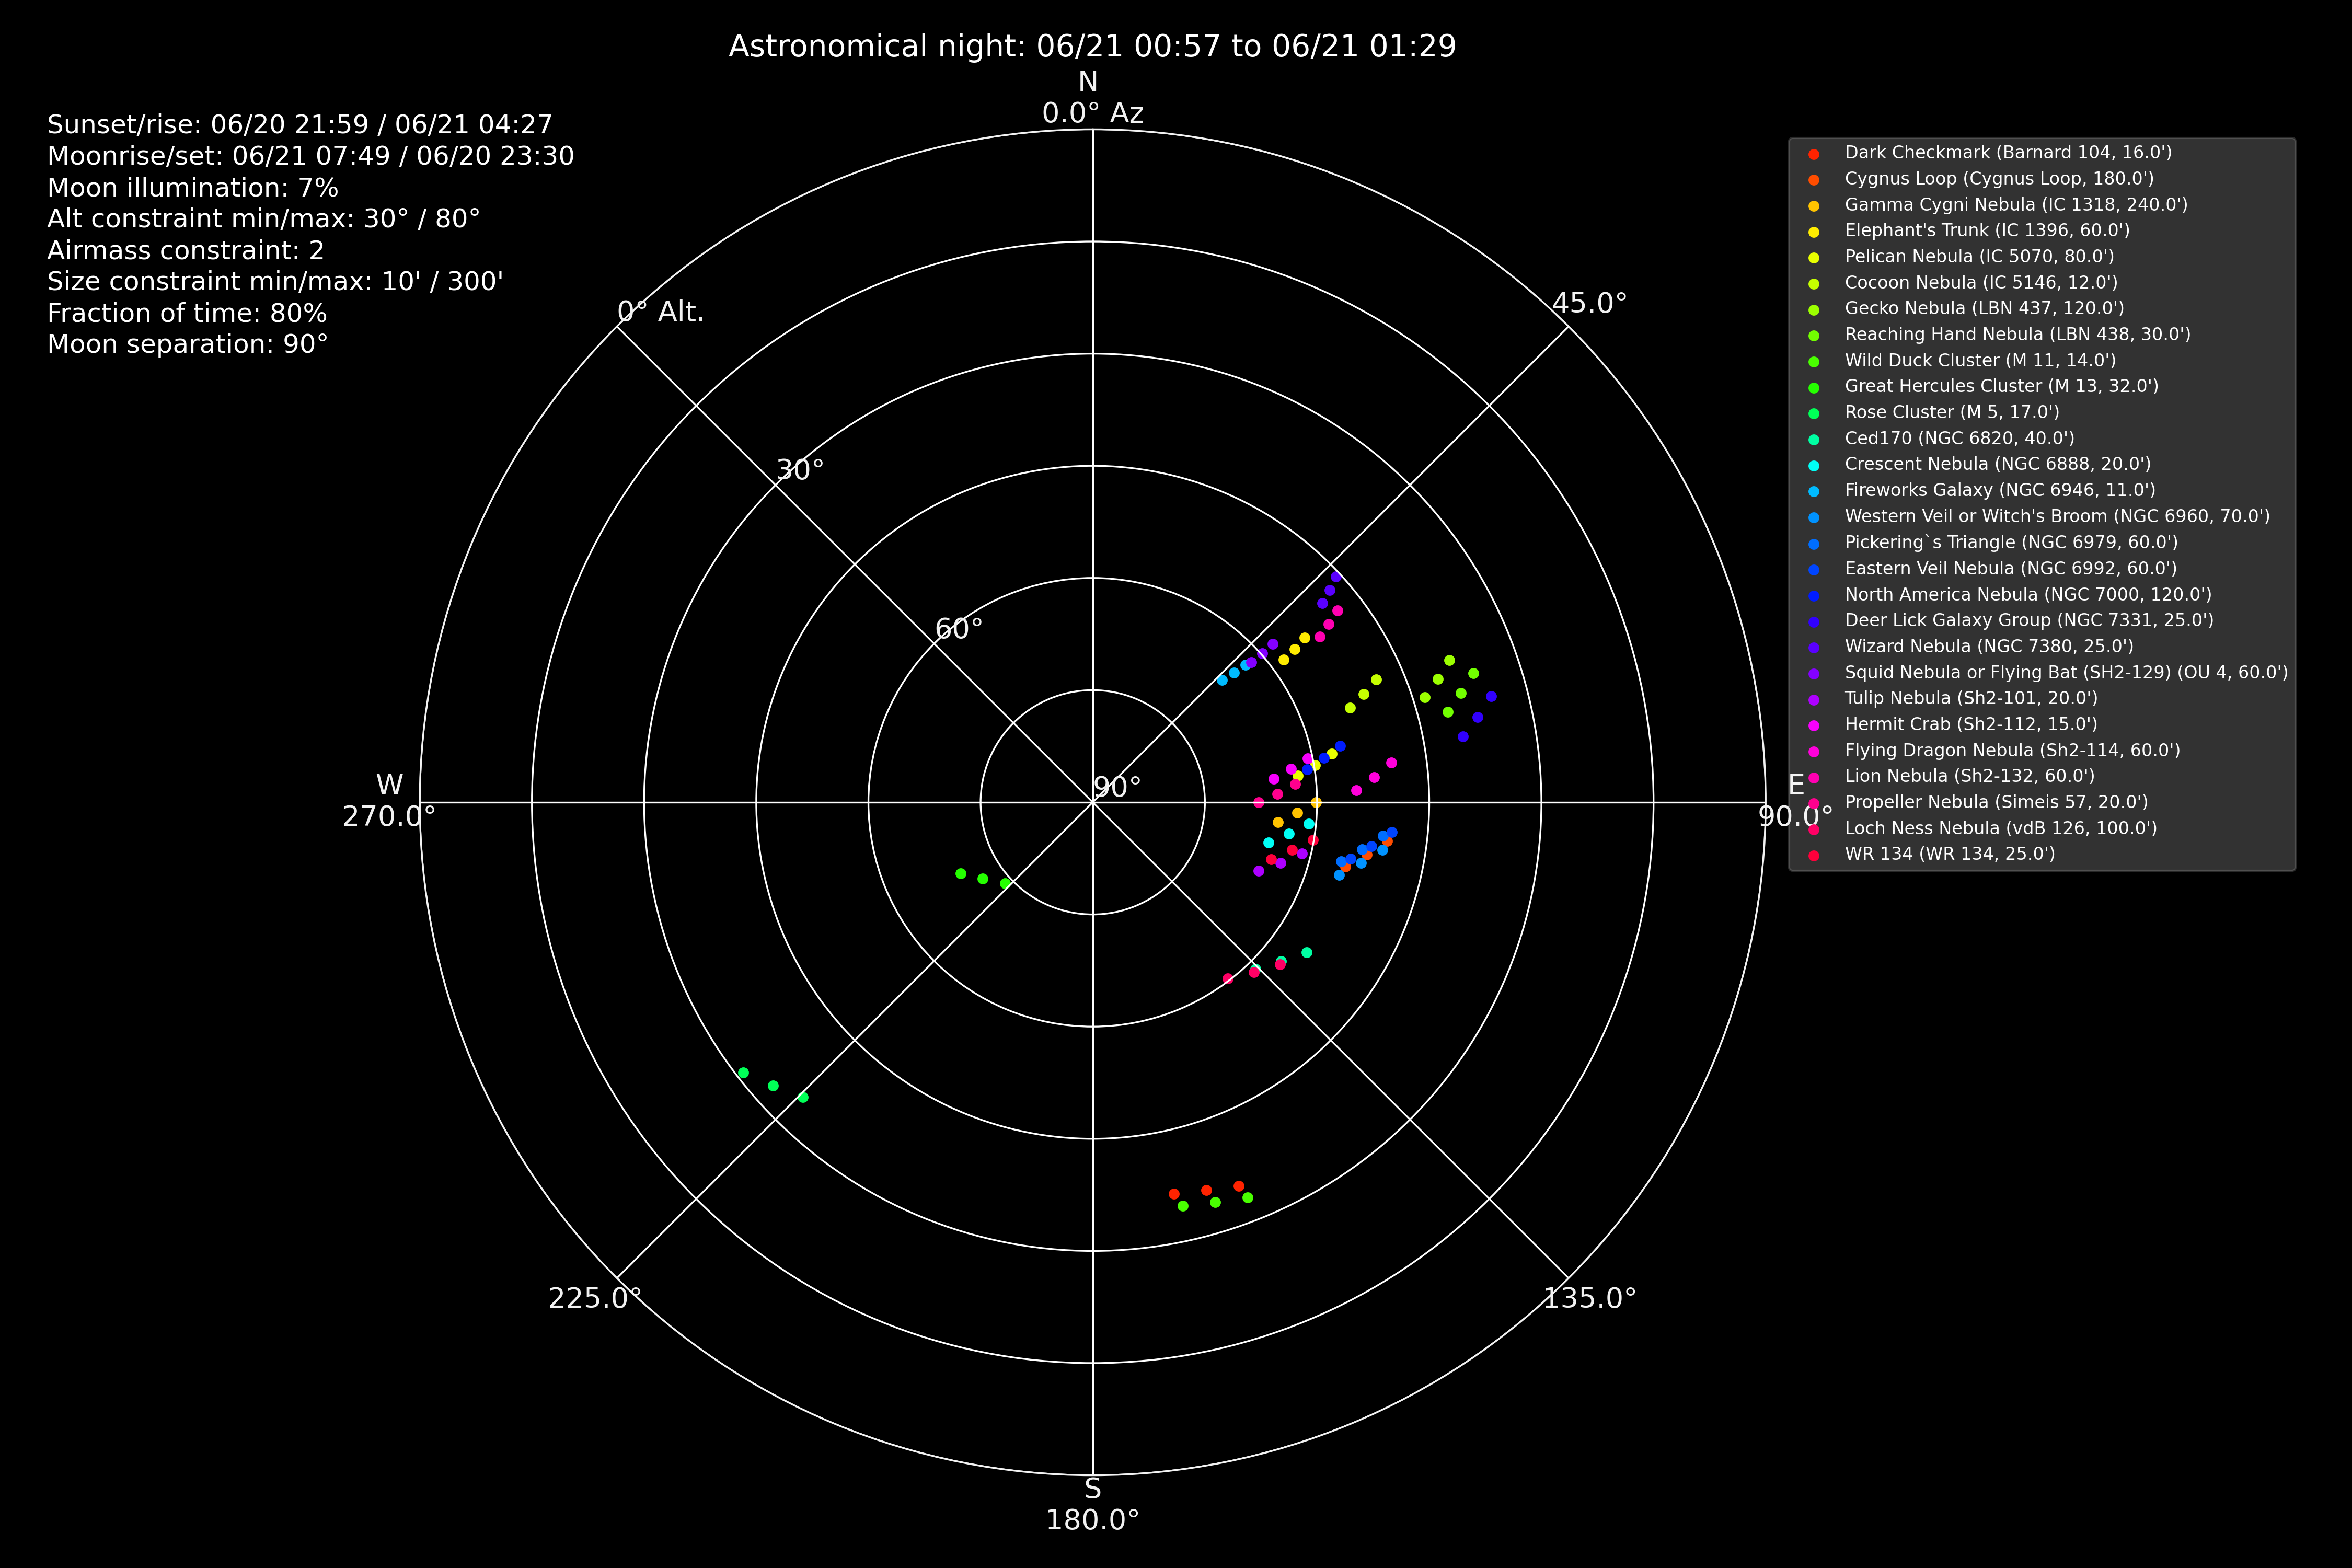 Astronomical night: 06/21 00:57 to 06/21 01:29
N
0.0° Az
Sunset/rise: 06/20 21:59 / 06/21 04:27
Moonrise/set: 06/21 07:49 / 06/20 23:30
Moon illumination: 7%
Alt constraint min/max: 30° / 80°
Airmass constraint: 2
Size constraint min/max: 10' / 300'
Fraction of time: 80%
Moon separation: 90°
0° Alt.
30°
60°
90°
45.0°
E
90.0°
135.0°
S
180.0°
225.0°
W
270.0°
Dark Checkmark (Barnard 104, 16.0')
Cygnus Loop (Cygnus Loop, 180.0')
Gamma Cygni Nebula (IC 1318, 240.0')
Elephant's Trunk (IC 1396, 60.0')
Pelican Nebula (IC 5070, 80.0')
Cocoon Nebula (IC 5146, 12.0')
Gecko Nebula (LBN 437, 120.0')
Reaching Hand Nebula (LBN 438, 30.0')
Wild Duck Cluster (M 11, 14.0')
Great Hercules Cluster (M 13, 32.0')
Rose Cluster (M 5, 17.0')
Ced170 (NGC 6820, 40.0')
Crescent Nebula (NGC 6888, 20.0')
Fireworks Galaxy (NGC 6946, 11.0')
Western Veil or Witch's Broom (NGC 6960, 70.0')
Pickering`s Triangle (NGC 6979, 60.0')
Eastern Veil Nebula (NGC 6992, 60.0')
North America Nebula (NGC 7000, 120.0')
Deer Lick Galaxy Group (NGC 7331, 25.0')
Wizard Nebula (NGC 7380, 25.0')
Squid Nebula or Flying Bat (SH2-129) (OU 4, 60.0')
Tulip Nebula (Sh2-101, 20.0')
Hermit Crab (Sh2-112, 15.0')
Flying Dragon Nebula (Sh2-114, 60.0')
Lion Nebula (Sh2-132, 60.0')
Propeller Nebula (Simeis 57, 20.0')
Loch Ness Nebula (vdB 126, 100.0')
WR 134 (WR 134, 25.0')